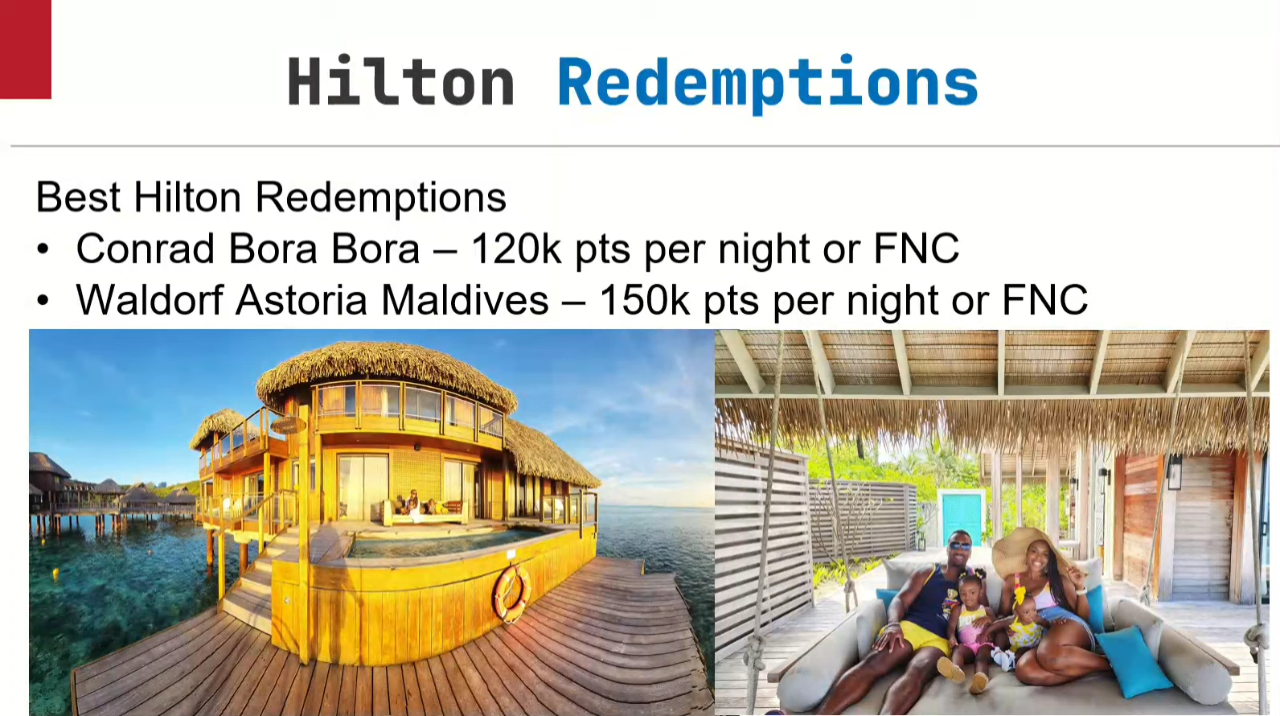 Hilton Redemptions
Best Hilton Redemptions
• Conrad Bora Bora – 120k pts per night or FNC
• Waldorf Astoria Maldives – 150k pts per night or FNC